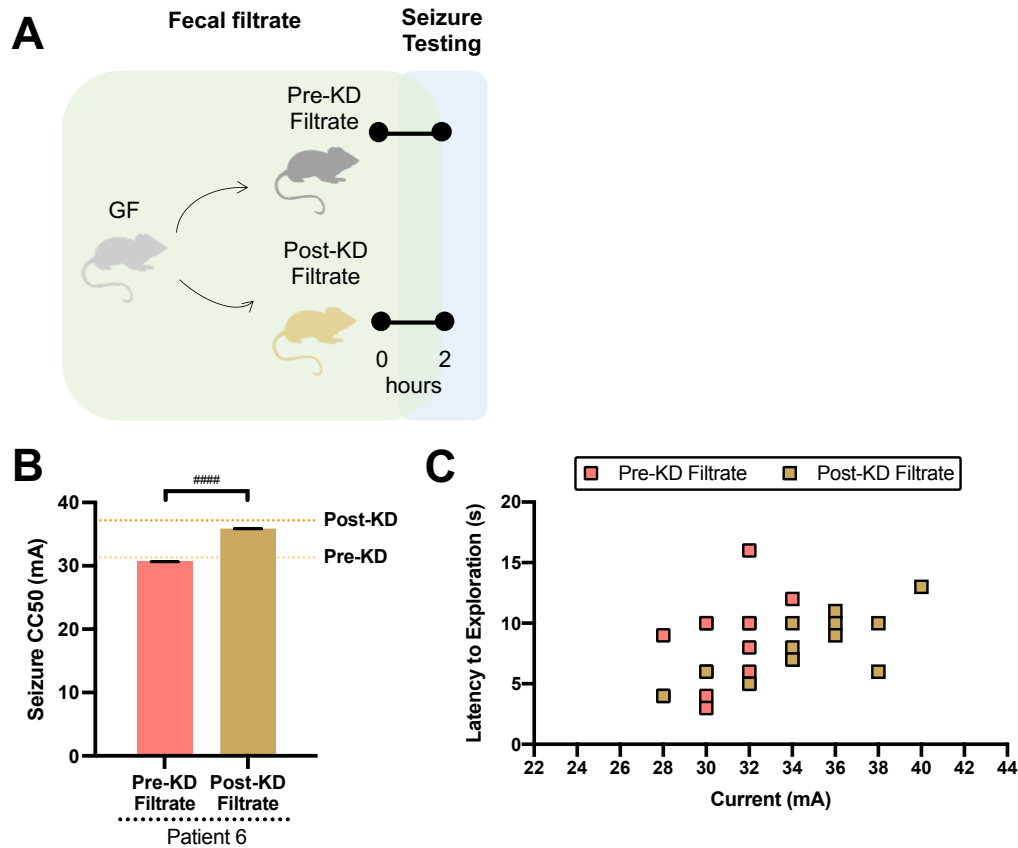 A
Fecal filtrate
Seizure
Testing
Pre-KD
Filtrate
GF
Post-KD
Filtrate
0
2
hours
B
####
Seizure CC50 (mA)
40
30
20
10
0
Post-KD
Pre-KD
Pre-KD
Filtrate
Post-KD
Filtrate
Patient 6
C
Pre-KD Filtrate
Post-KD Filtrate
Latency to Exploration (s)
20
15
10
5
0
22 24 26 28 30 32 34 36 38 40 42 44
Current (mA)